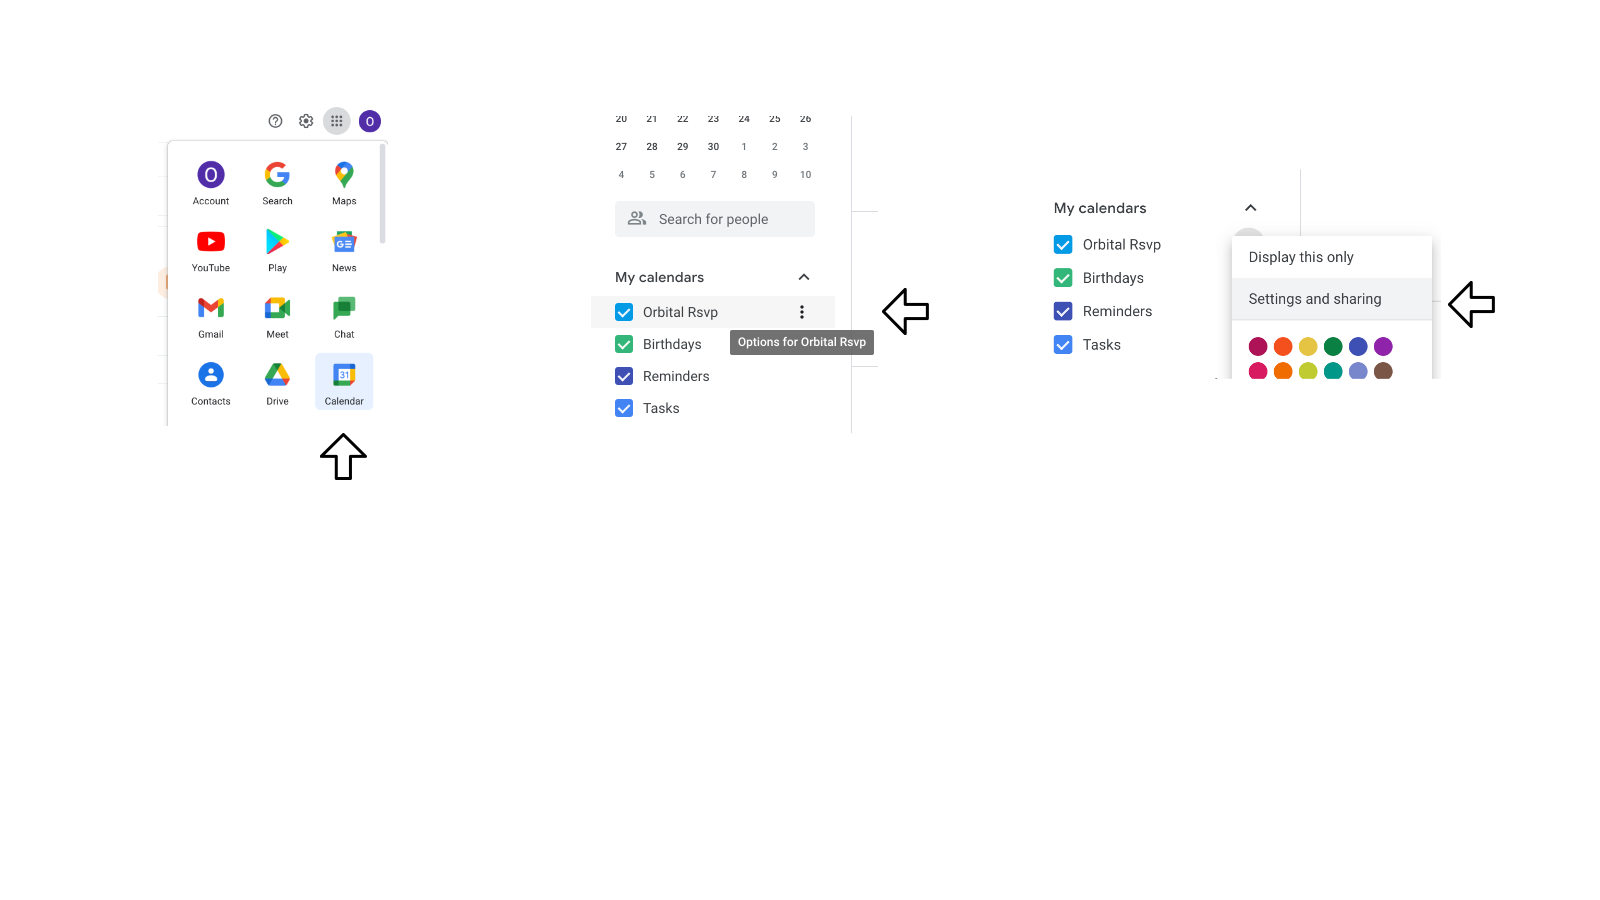 O
O
Account Search Maps
YouTube Play News
Gmail Meet Chat
31
Contacts Drive Calendar
20 21 22 23 24 25 26
27 28 29 30 1 2 3
4 5 6 7 8 9 10
Search for people
My calendars
Orbital Rsvp
Options for Orbital Rsvp
Birthdays
Reminders
Tasks
My calendars
Orbital Rsvp
Birthdays
Reminders
Tasks
Display this only
Settings and sharing